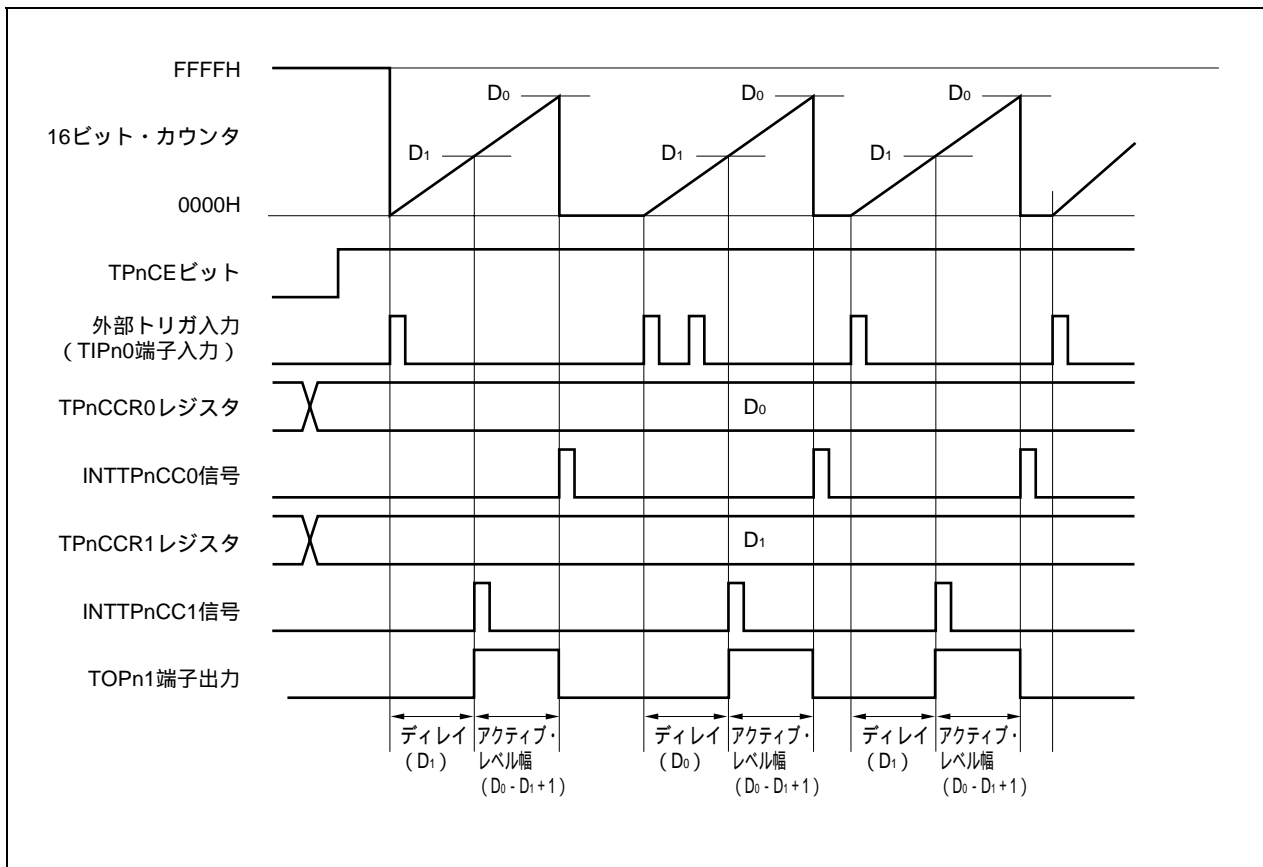 FFFFH
D0
D0
D0
16ビット・カウンタ
D1
D1
D1
0000H
TPnCEビット
外部トリガ入力
(TIPn0端子入力)
TPnCCR0レジスタ
D0
INTTPnCC0信号
TPnCCR1レジスタ
D1
INTTPnCC1信号
TOPn1端子出力
ディレイ
(D1)
アクティブ・
レベル幅
(D0 - D1+1)
ディレイ
(D0)
アクティブ・
レベル幅
(D0 - D1+1)
ディレイ
(D1)
アクティブ・
レベル幅
(D0 - D1+1)